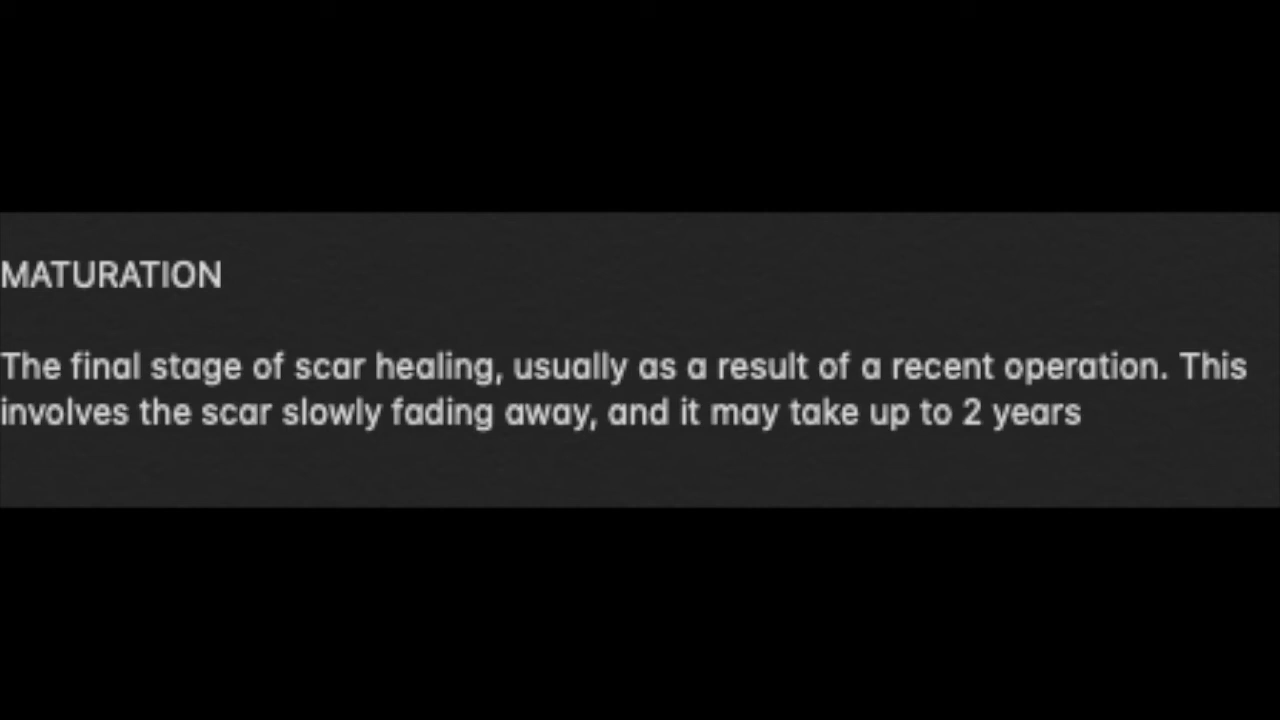 MATURATION
The final stage of scar healing, usually as a result of a recent operation. This
involves the scar slowly fading away, and it may take up to 2 years